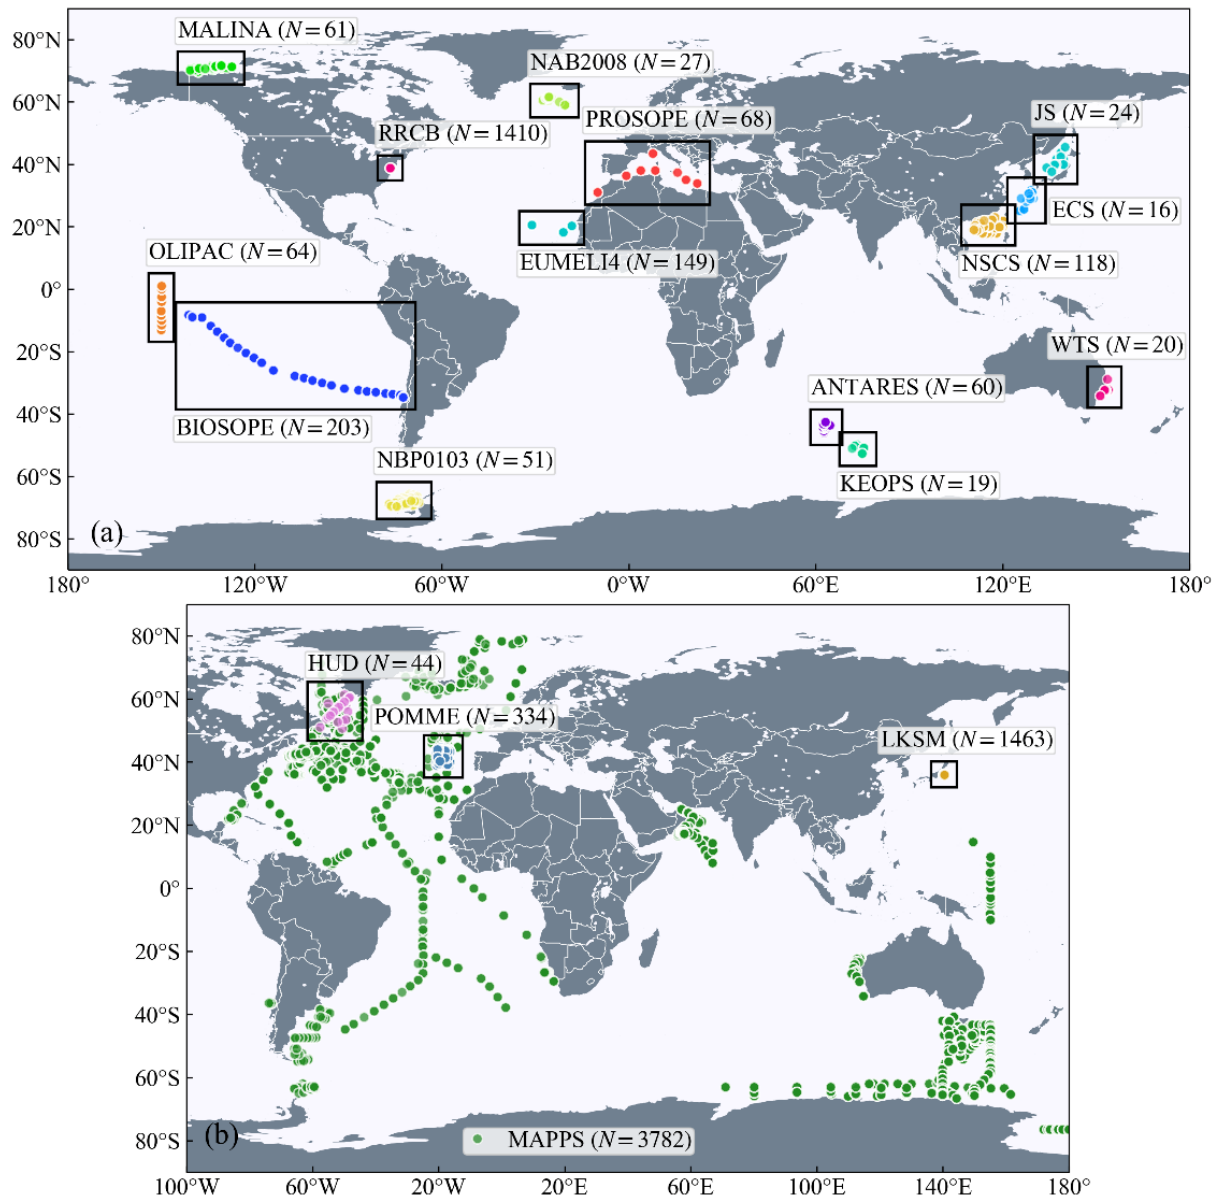 80°N
MALINA (N = 61)
NAB2008 (N = 27)
60°N
PROSOPE (N = 68)
JS (N = 24)
RRCB (N = 1410)
40°N
20°N
ECS (N = 16)
OLIPAC (N = 64)
EUMELI4 (N = 149)
NSCS (N = 118)
0°
20°S
WTS (N = 20)
ANTARES (N = 60)
40°S
BIOSOPE (N = 203)
NBP0103 (N = 51)
KEOPS (N = 19)
60°S
80°S
(a)
180°
120°W
60°W
0°W
60°E
120°E
180°
80°N
HUD (N = 44)
60°N
POMME (N = 334)
LKSM (N = 1463)
40°N
20°N
0°
20°S
40°S
60°S
80°S
(b)
MAPPS (N = 3782)
100°W
60°W
20°W
20°E
60°E
100°E
140°E
180°